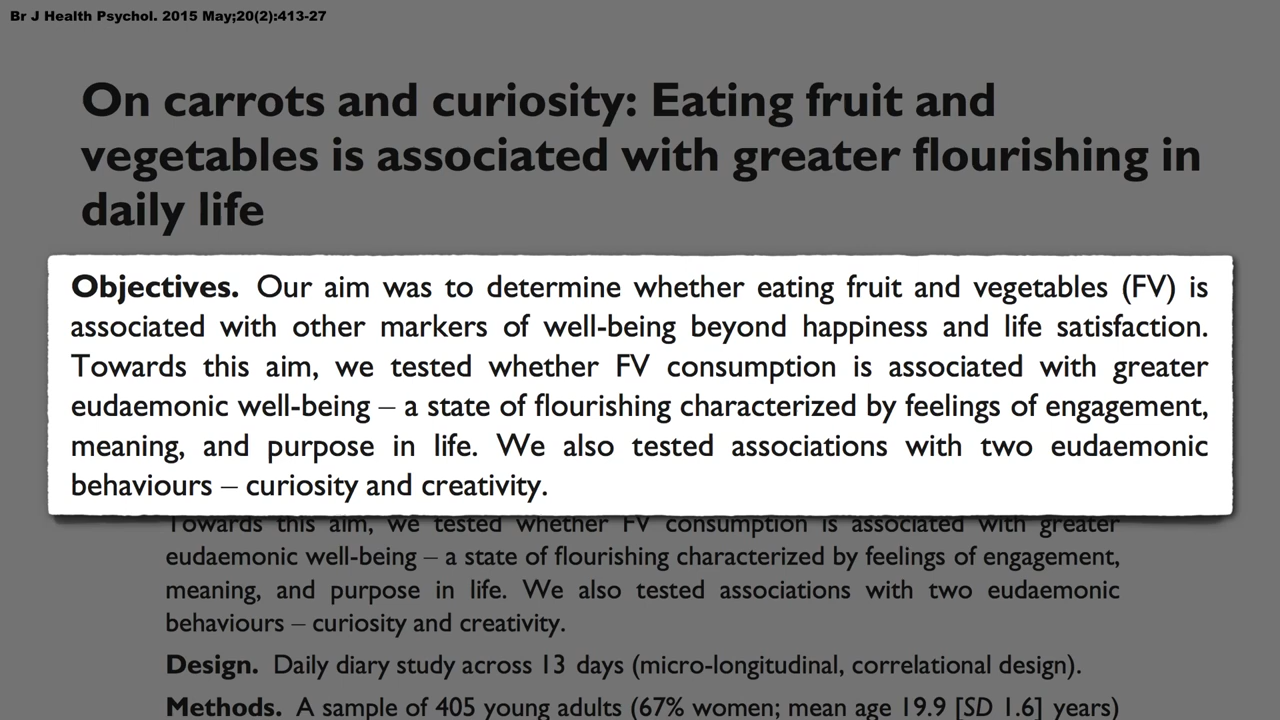 Br J Health Psychol. 2015 May;20(2):413-27
On carrots and curiosity: Eating fruit and
vegetables is associated with greater flourishing in
daily life
Objectives. Our aim was to determine whether eating fruit and vegetables (FV) is
associated with other markers of well-being beyond happiness and life satisfaction.
Towards this aim, we tested whether FV consumption is associated with greater
eudaemonic well-being – a state of flourishing characterized by feelings of engagement,
meaning, and purpose in life. We also tested associations with two eudaemonic
behaviours – curiosity and creativity.
Towards this aim, we tested whether FV consumption is associated with greater
eudaemonic well-being – a state of flourishing characterized by feelings of engagement,
meaning, and purpose in life. We also tested associations with two eudaemonic
behaviours – curiosity and creativity.
Design. Daily diary study across 13 days (micro-longitudinal, correlational design).
Methods. A sample of 405 young adults (67% women; mean age 19.9 [SD 1.6] years)